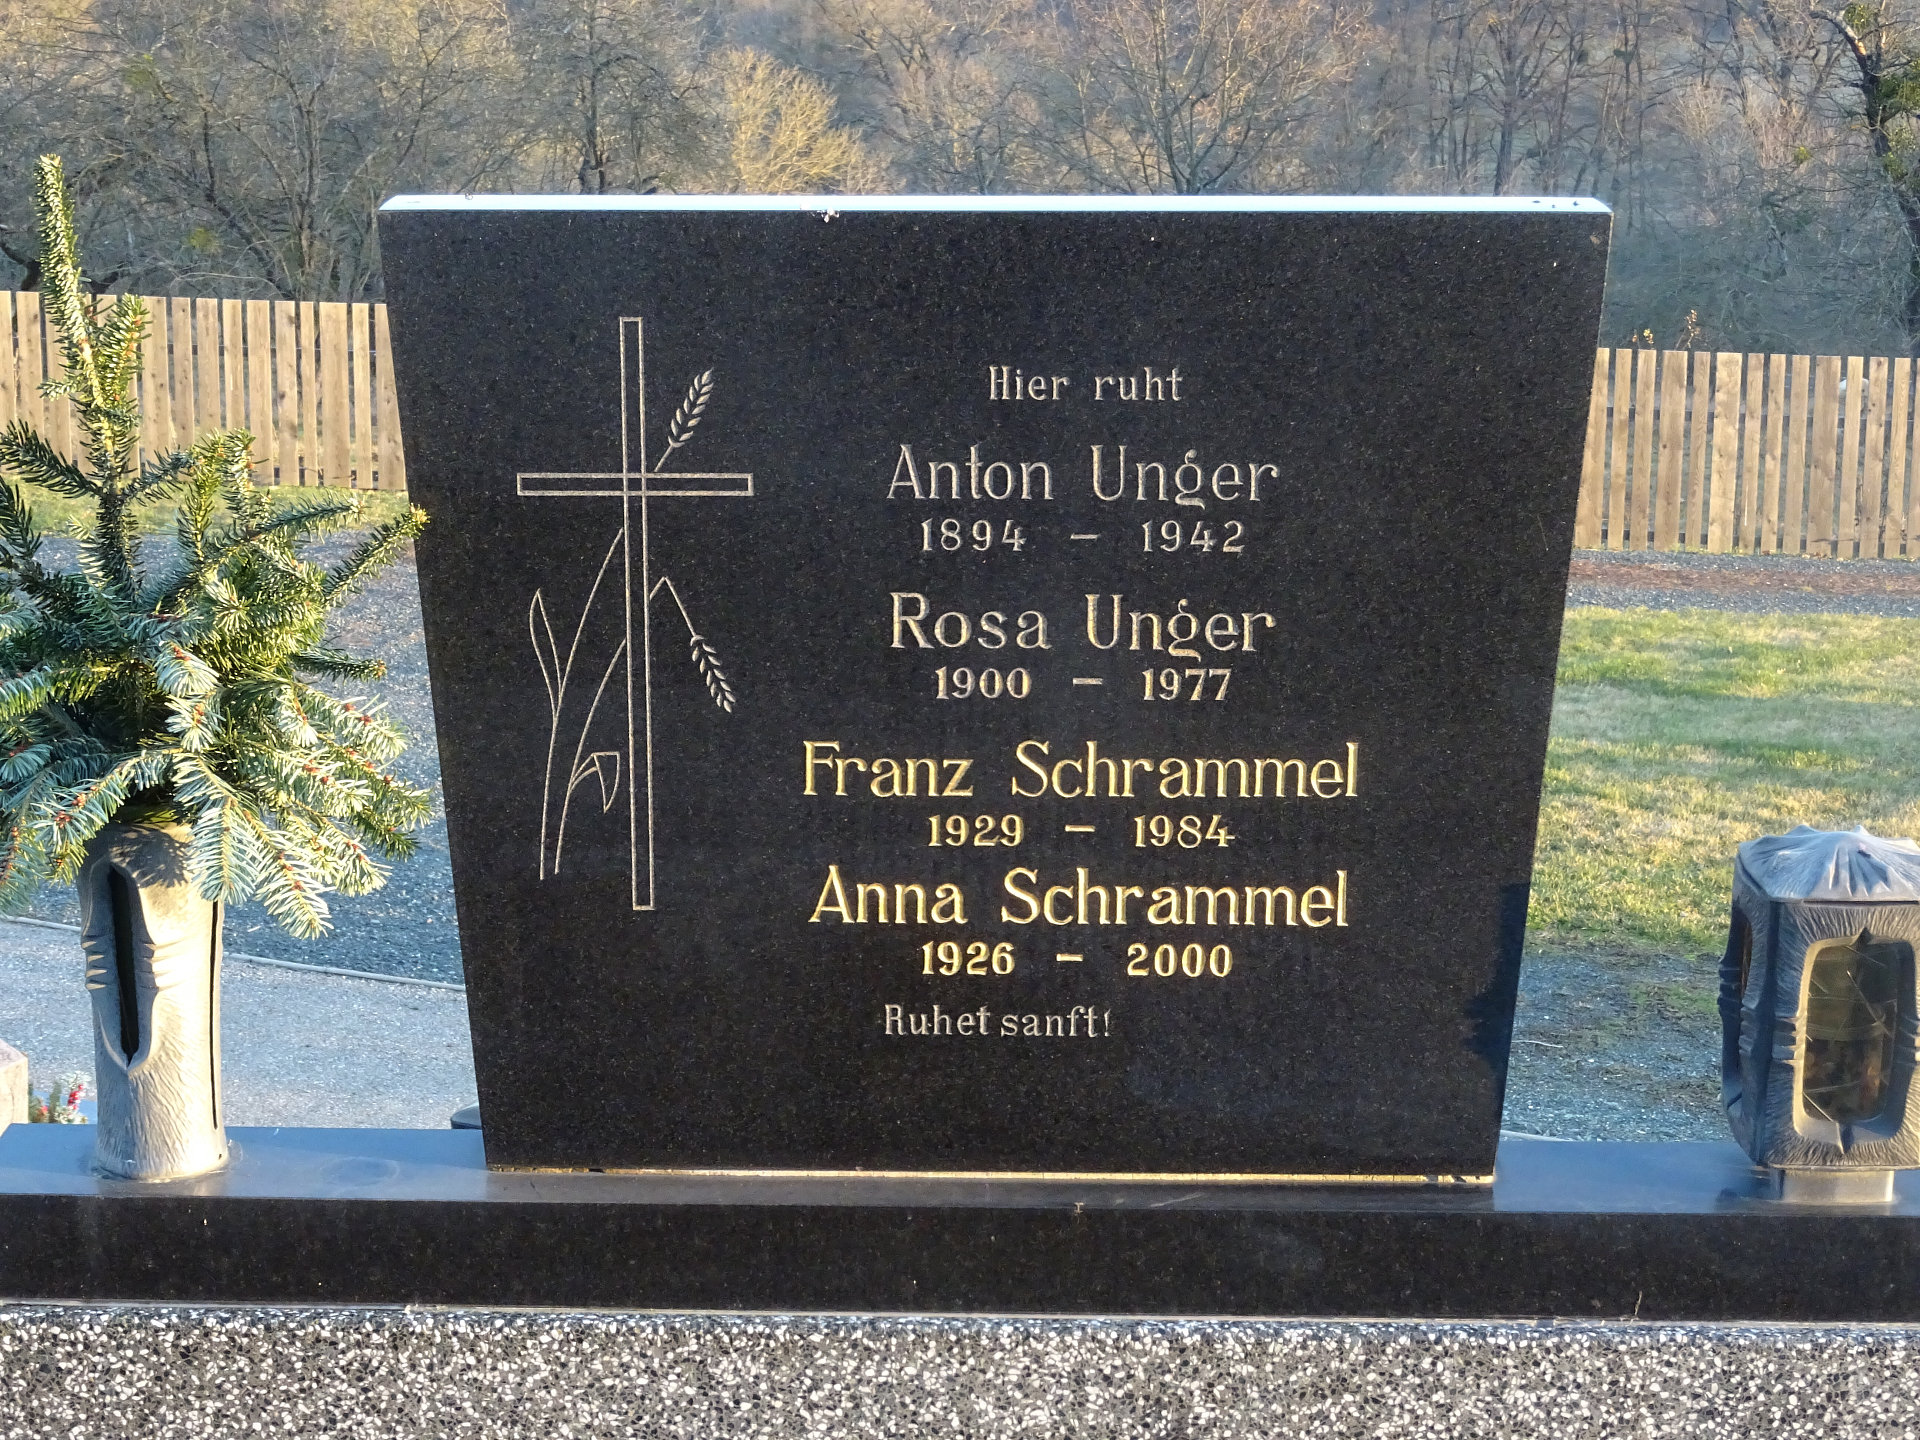 Hier ruht
Anton Unger
1894 – 1942
Rosa Unger
1900 – 1977
Franz Schrammel
1929 – 1984
Anna Schrammel
1926 – 2000
Ruhet sanft!